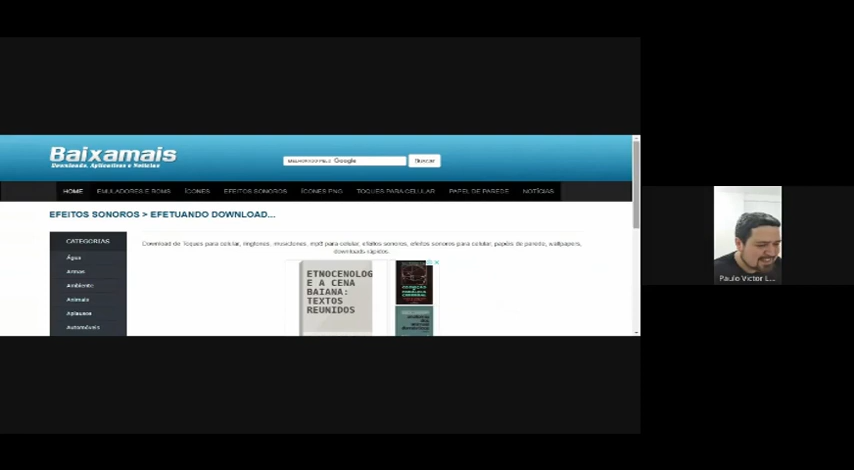 Baixamais
Downloads, Aplicativos e Notícias
Google
Buscar
HOME
EMULADORES E ROMS
ÍCONES
EFEITOS SONOROS
ÍCONES PNG
TOQUES PARA CELULAR
PAPEL DE PAREDE
NOTÍCIAS
EFEITOS SONOROS > EFETUANDO DOWNLOAD...
CATEGORIAS
Água
Armas
Ambiente
Animais
Aplausos
Automóveis
Download de Toques para celular, ringtones, musictones, mp3 para celular, efeitos sonoros, efeitos sonoros para celular, papéis de parede, wallpapers,
downloads rápidos.
ETNOCENOLOG
E A CENA
BAIANA:
TEXTOS
REUNIDOS
Paulo Victor L...